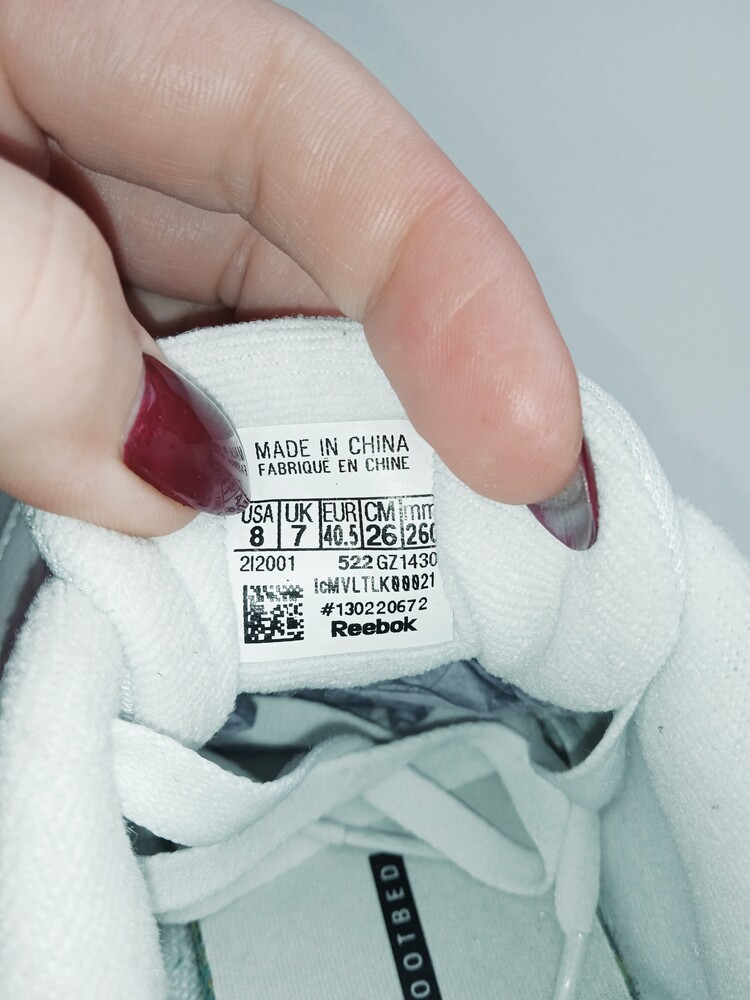 MADE IN CHINA
FABRIQUÉ EN CHINE
USA UK EUR CM mm
8 7 40.5 26 260
2I2001 522 GZ1430
IcMVLTLK00021
#130220672
Reebok
OOTBED